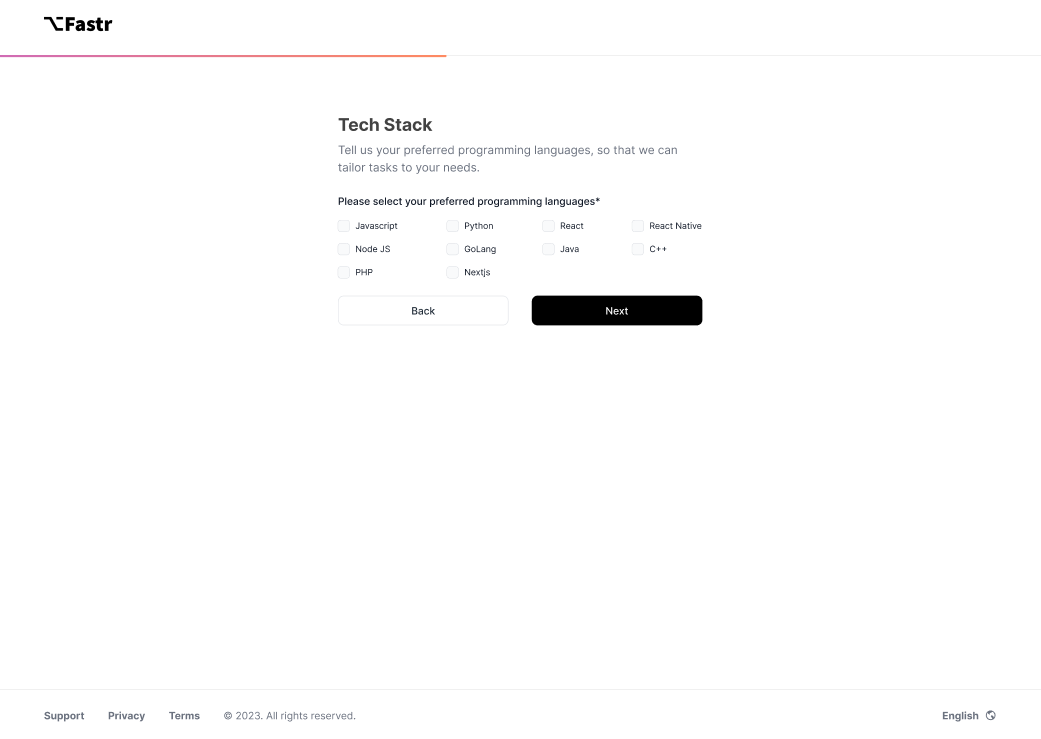 Fastr
Tech Stack
Tell us your preferred programming languages, so that we can
tailor tasks to your needs.
Please select your preferred programming languages*
Javascript Python React React Native
Node JS GoLang Java C++
PHP Nextjs
Back Next
Support Privacy Terms © 2023. All rights reserved. English